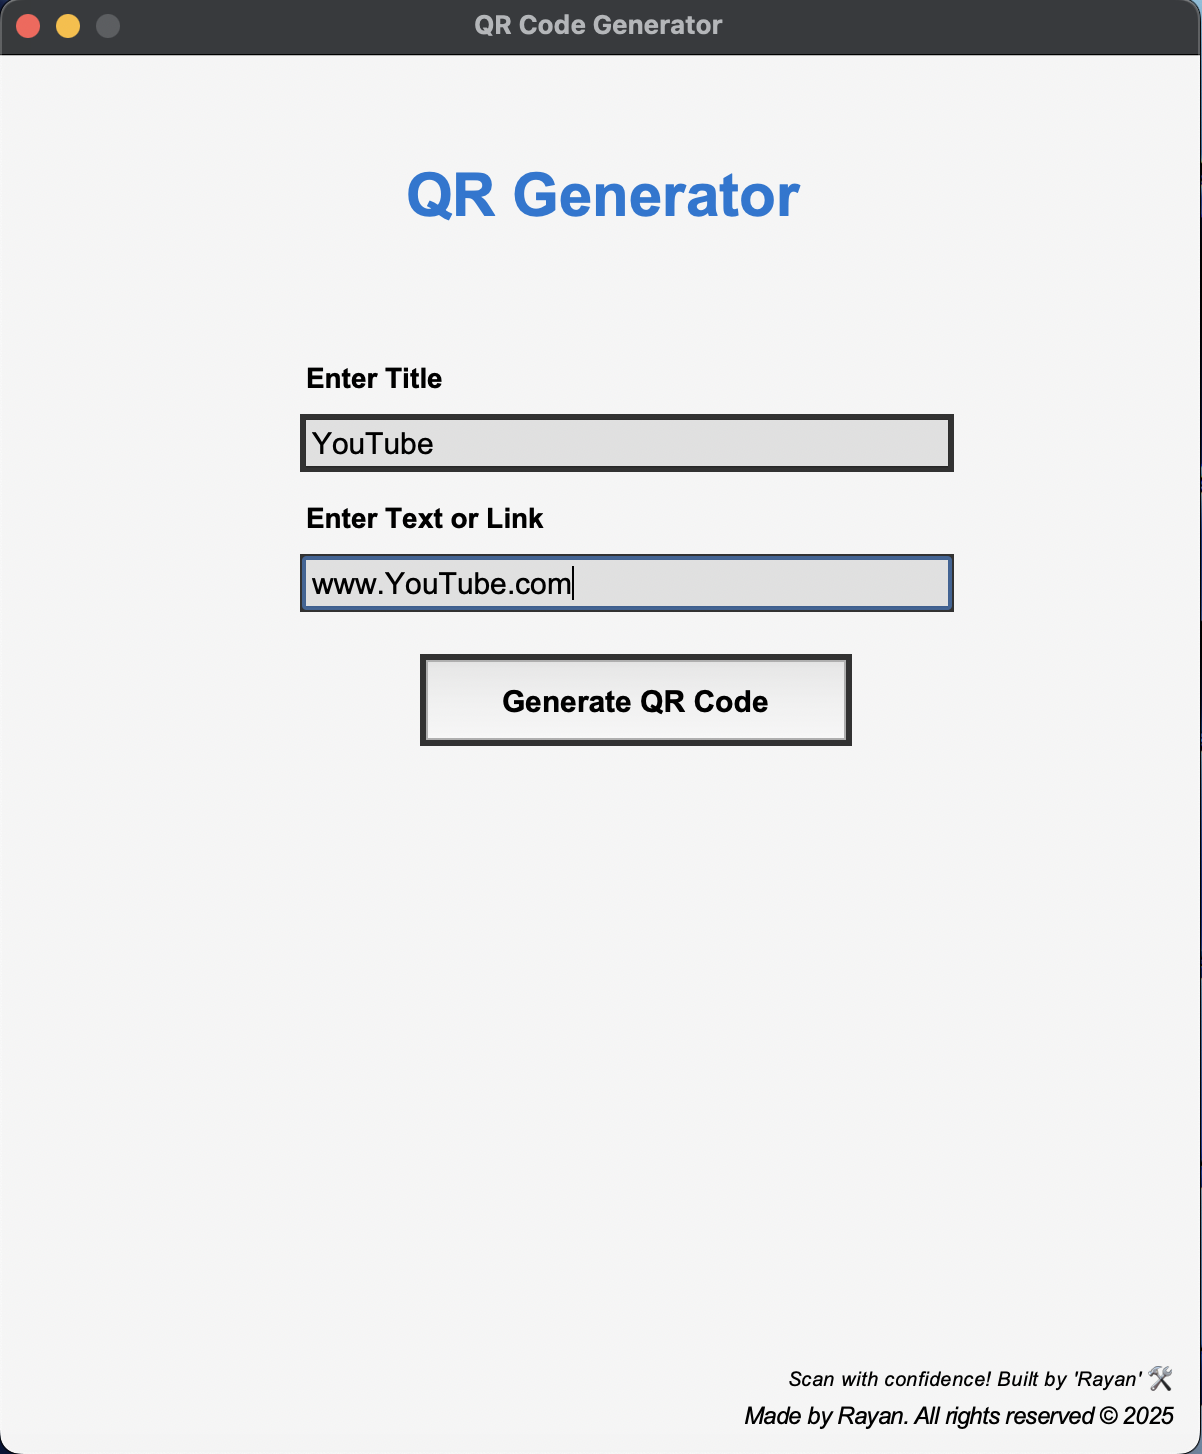 QR Code Generator
QR Generator
Enter Title
YouTube
Enter Text or Link
www.YouTube.com
Generate QR Code
Scan with confidence! Built by 'Rayan' 🛠
Made by Rayan. All rights reserved © 2025